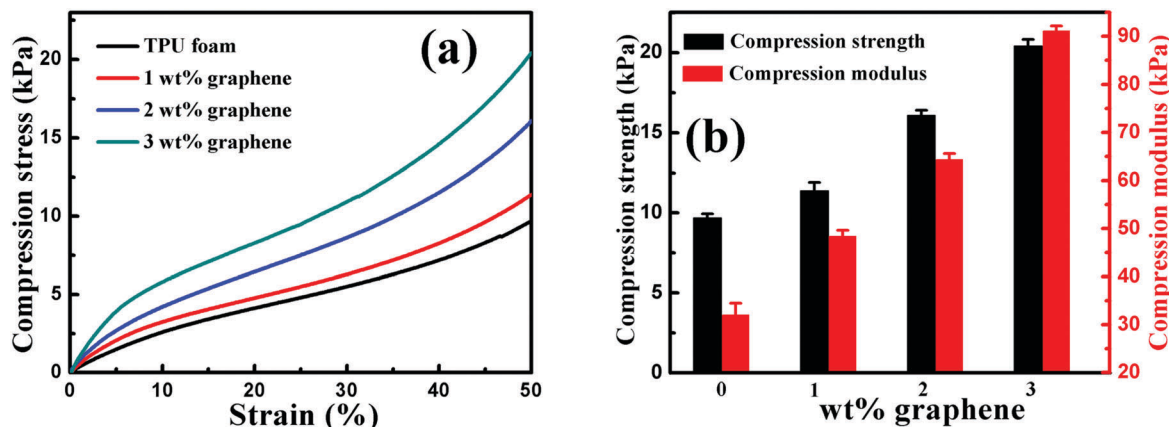 (a)
TPU foam
1 wt% graphene
2 wt% graphene
3 wt% graphene
Compression stress (kPa)
20
15
10
5
0
0 10 20 30 40 50
Strain (%)
(b)
Compression strength
Compression modulus
Compression strength (kPa)
20
15
10
5
0
0 1 2 3
wt% graphene
90
80
70
60
50
40
30
20
Compression modulus (kPa)